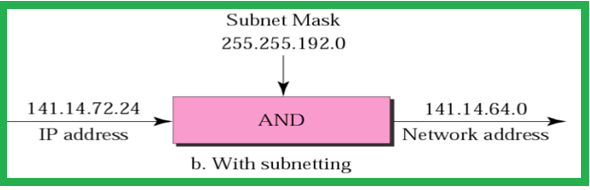 Subnet Mask
255.255.192.0
141.14.72.24
IP address
AND
141.14.64.0
Network address
b. With subnetting